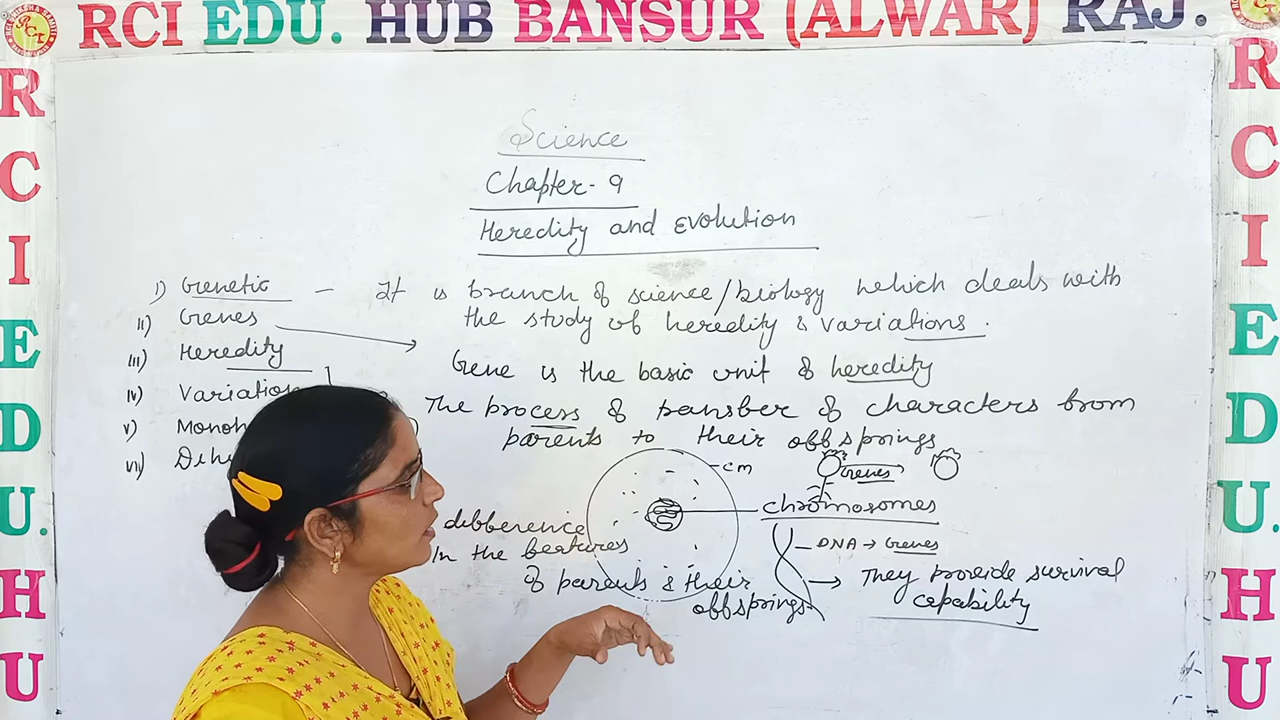 RCI EDU. HUB BANSUR (ALWAR) RAJ.
R C I E D U. H U
R C I E D U. H U
Science
Chapter-9
Heredity and Evolution
i) Genetic - It is branch of science/biology which deals with
the study of heredity & variations.
ii) Genes
Gene is the basic unit of heredity
iii) Heredity
The process of transfer of characters from
parents to their offsprings
iv) Variation
v) Monoh
vi) Dihy
cm
Genes
chromosomes
DNA → Genes
They provide survival
capability
difference
in the features
of parents & their
offsprings